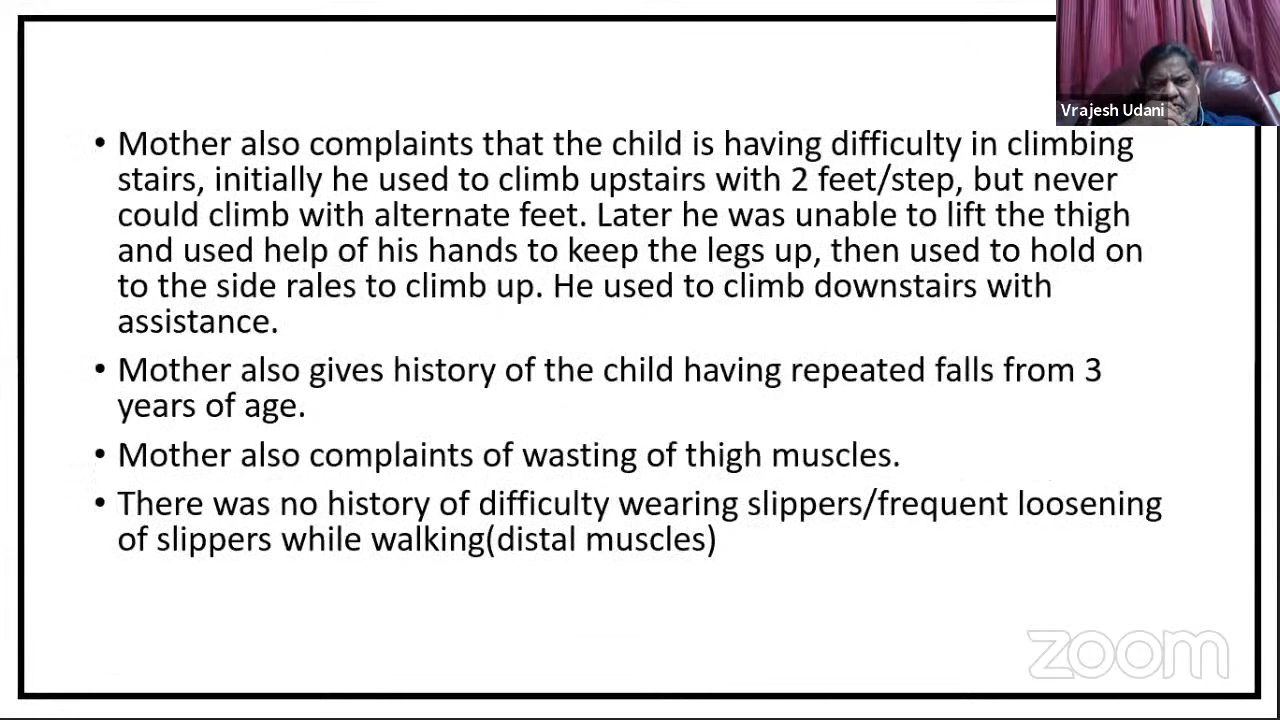 Vrajesh Udani
• Mother also complaints that the child is having difficulty in climbing
stairs, initially he used to climb upstairs with 2 feet/step, but never
could climb with alternate feet. Later he was unable to lift the thigh
and used help of his hands to keep the legs up, then used to hold on
to the side rales to climb up. He used to climb downstairs with
assistance.
• Mother also gives history of the child having repeated falls from 3
years of age.
• Mother also complaints of wasting of thigh muscles.
• There was no history of difficulty wearing slippers/frequent loosening
of slippers while walking(distal muscles)
zoom